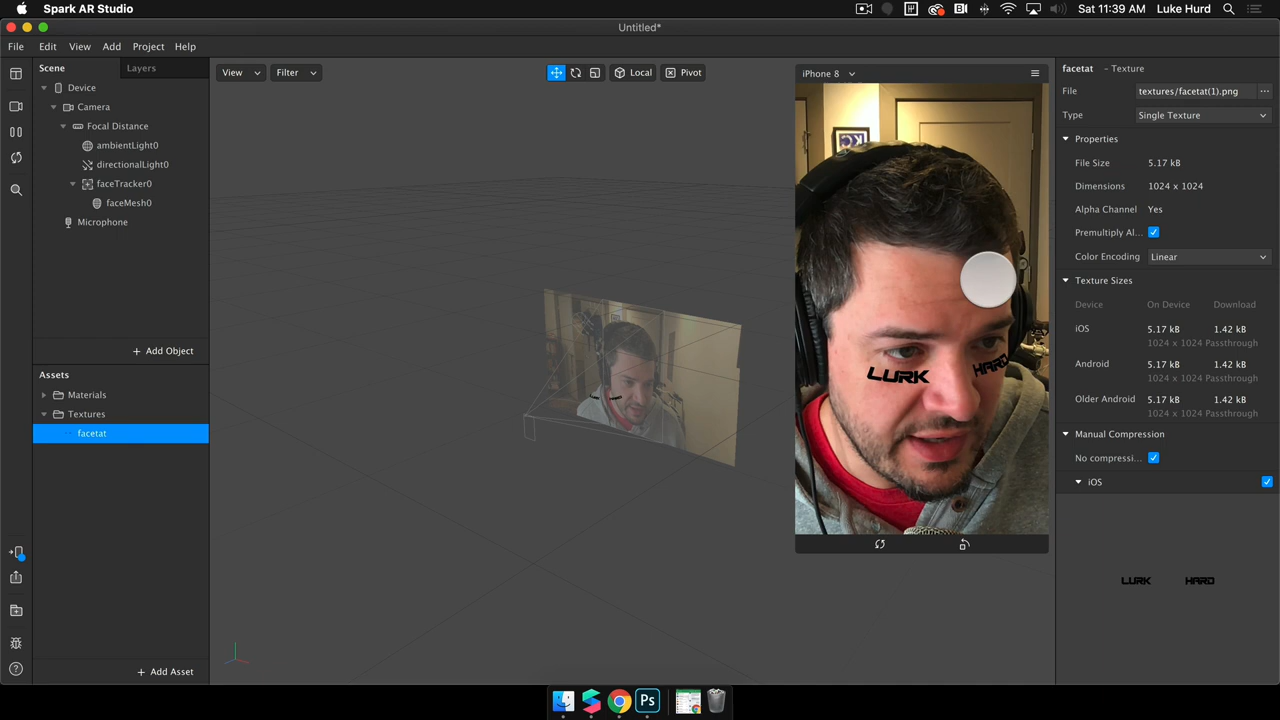 Spark AR Studio
Sat 11:39 AM
Luke Hurd
Untitled*
File
Edit
View
Add
Project
Help
Scene
Layers
Device
Camera
Focal Distance
ambientLight0
directionalLight0
faceTracker0
faceMesh0
Microphone
+ Add Object
Assets
Materials
Textures
facetat
+ Add Asset
View
Filter
Local
Pivot
iPhone 8
KC
LURK
HARD
facetat
- Texture
File
textures/facetat(1).png
Type
Single Texture
Properties
File Size
5.17 kB
Dimensions
1024 x 1024
Alpha Channel
Yes
Premultiply Al...
Color Encoding
Linear
Texture Sizes
Device
On Device
Download
iOS
5.17 kB
1.42 kB
1024 x 1024 Passthrough
Android
5.17 kB
1.42 kB
1024 x 1024 Passthrough
Older Android
5.17 kB
1.42 kB
1024 x 1024 Passthrough
Manual Compression
No compressi...
iOS
LURK
HARD
Ps